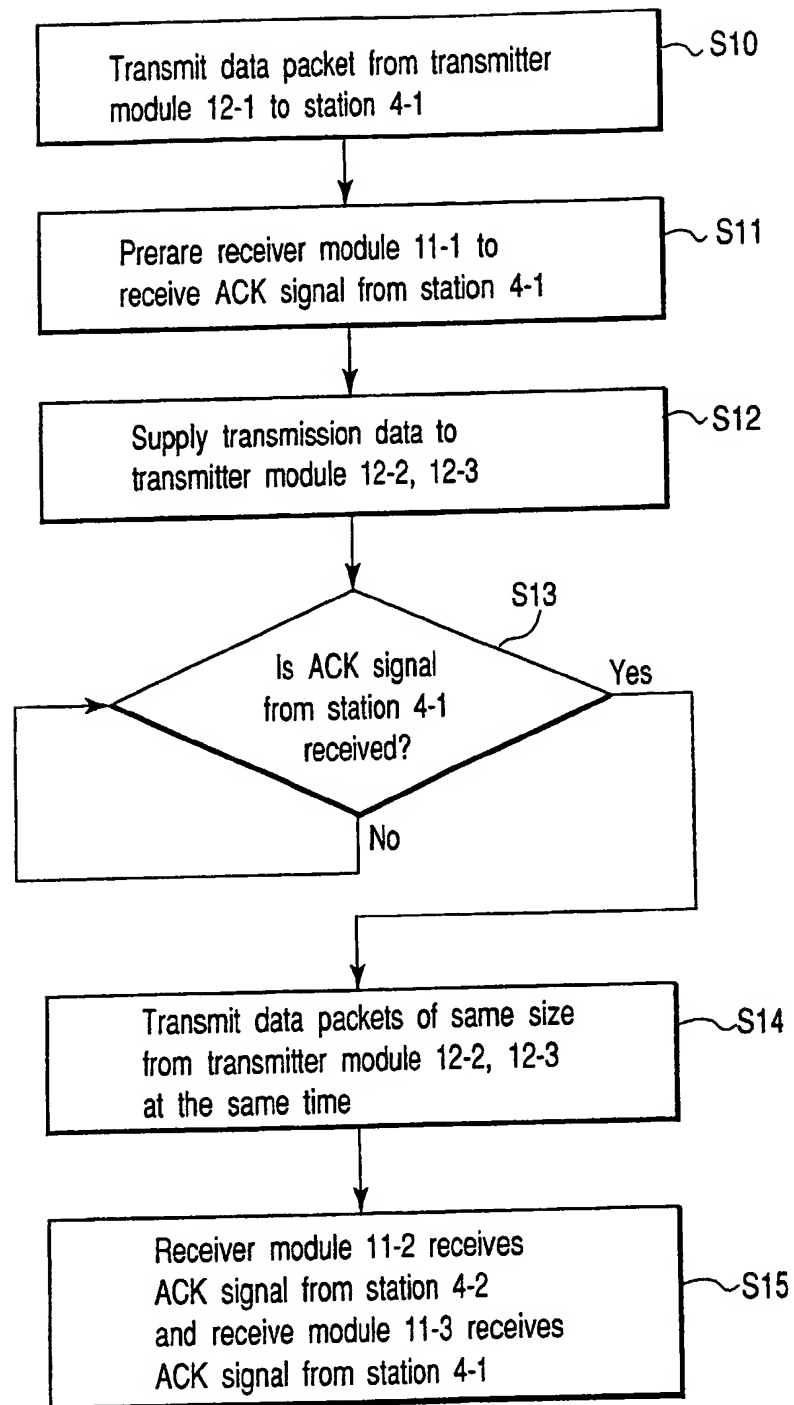 Transmit data packet from transmitter
module 12-1 to station 4-1
S10
Prerare receiver module 11-1 to
receive ACK signal from station 4-1
S11
Supply transmission data to
transmitter module 12-2, 12-3
S12
S13
Is ACK signal
from station 4-1
received?
Yes
No
Transmit data packets of same size
from transmitter module 12-2, 12-3
at the same time
S14
Receiver module 11-2 receives
ACK signal from station 4-2
and receive module 11-3 receives
ACK signal from station 4-1
S15